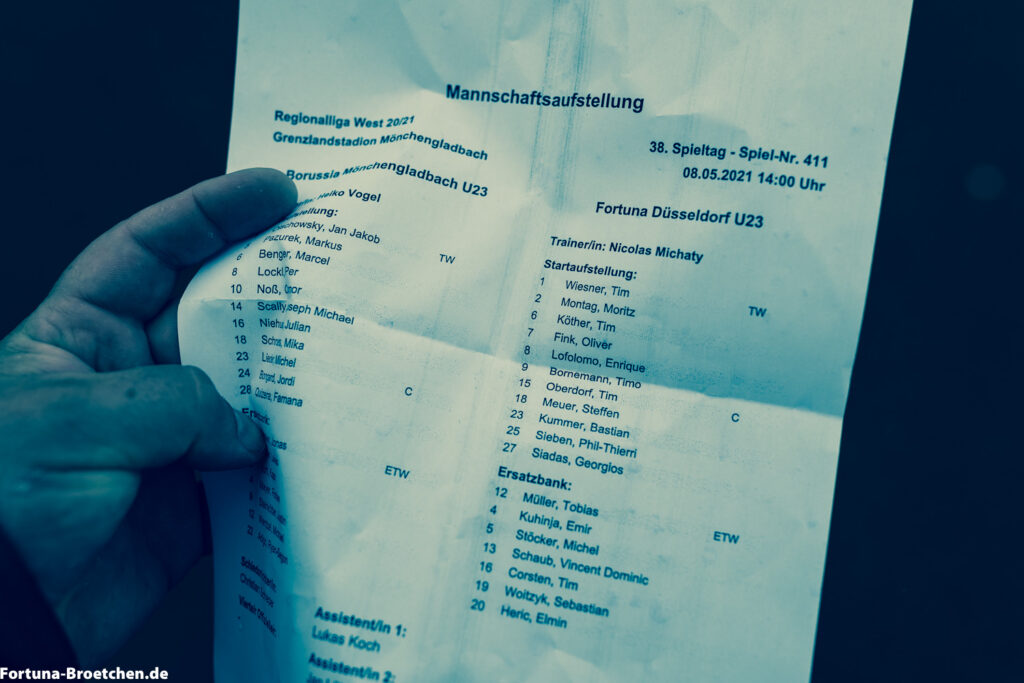 Mannschaftsaufstellung
Regionalliga West 20/21
Grenzlandstadion Mönchengladbach
38. Spieltag - Spiel-Nr. 411
08.05.2021 14:00 Uhr
Borussia Mönchengladbach U23
Heiko Vogel
Jan Jakob TW
Pazurek, Markus
6 Benger, Marcel
8 Lockl, Per
10 Noß,
14 Michael
16 Julian
18 Mika
23 Michel
24 Jordi C
28 Famana
ETW
Fortuna Düsseldorf U23
Trainer/in: Nicolas Michaty
Startaufstellung:
1 Wiesner, Tim TW
2 Montag, Moritz
6 Köther, Tim
7 Fink, Oliver
8 Lofolomo, Enrique
9 Bornemann, Timo
15 Oberdorf, Tim C
18 Meuer, Steffen
23 Kummer, Bastian
25 Sieben, Phil-Thierri
27 Siadas, Georgios
Ersatzbank:
12 Müller, Tobias ETW
4 Kuhinja, Emir
5 Stöcker, Michel
13 Schaub, Vincent Dominic
16 Corsten, Tim
19 Woitzyk, Sebastian
20 Heric, Elmin
Assistent/in 1:
Lukas Koch
Assistent/in 2:
Fortuna-Broetchen.de